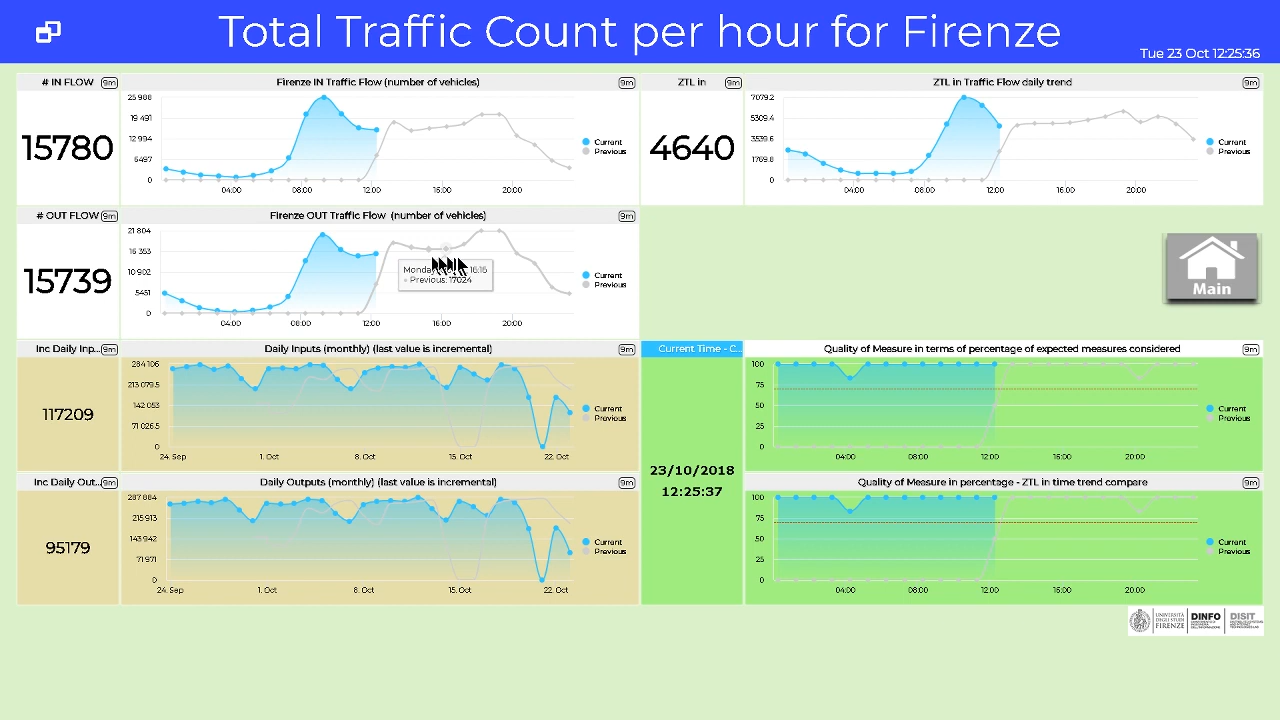 Total Traffic Count per hour for Firenze
Tue 23 Oct 12:25:36
# IN FLOW 9m
15780
Firenze IN Traffic Flow (number of vehicles) 9m
25 988
19 491
12 994
6 497
0
04:00 08:00 12:00 16:00 20:00
Current
Previous
ZTL in 9m
4640
ZTL in Traffic Flow daily trend 9m
7079.2
5309.4
3539.6
1769.8
0
04:00 08:00 12:00 16:00 20:00
Current
Previous
# OUT FLOW 9m
15739
Firenze OUT Traffic Flow (number of vehicles) 9m
21 804
16 353
10 902
5 451
0
04:00 08:00 12:00 16:00 20:00
Current
Previous
16:16
Previous: 17024
Main
Inc Daily Inp... 9m
117209
Daily Inputs (monthly) (last value is incremental) 9m
284 106
213 079.5
142 053
71 026.5
0
24. Sep 1. Oct 8. Oct 15. Oct 22. Oct
Current
Previous
Current Time - C...
23/10/2018
12:25:37
Quality of Measure in terms of percentage of expected measures considered 9m
100
75
50
25
0
04:00 08:00 12:00 16:00 20:00
Current
Previous
Inc Daily Out... 9m
95179
Daily Outputs (monthly) (last value is incremental) 9m
287 884
215 913
143 942
71 971
0
24. Sep 1. Oct 8. Oct 15. Oct 22. Oct
Current
Previous
Quality of Measure in percentage - ZTL in time trend compare 9m
100
75
50
25
0
04:00 08:00 12:00 16:00 20:00
Current
Previous
UNIVERSITÀ
DEGLI STUDI
FIRENZE
DINFO
DISIT